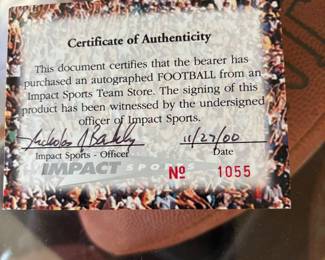 Certificate of Authenticity
This document certifies that the bearer has
purchased an autographed FOOTBALL from an
Impact Sports Team Store. The signing of this
product has been witnessed by the undersigned
officer of Impact Sports.
11/27/00
Impact Sports - Officer Date
IMPACT SPORTS
Nº 1055